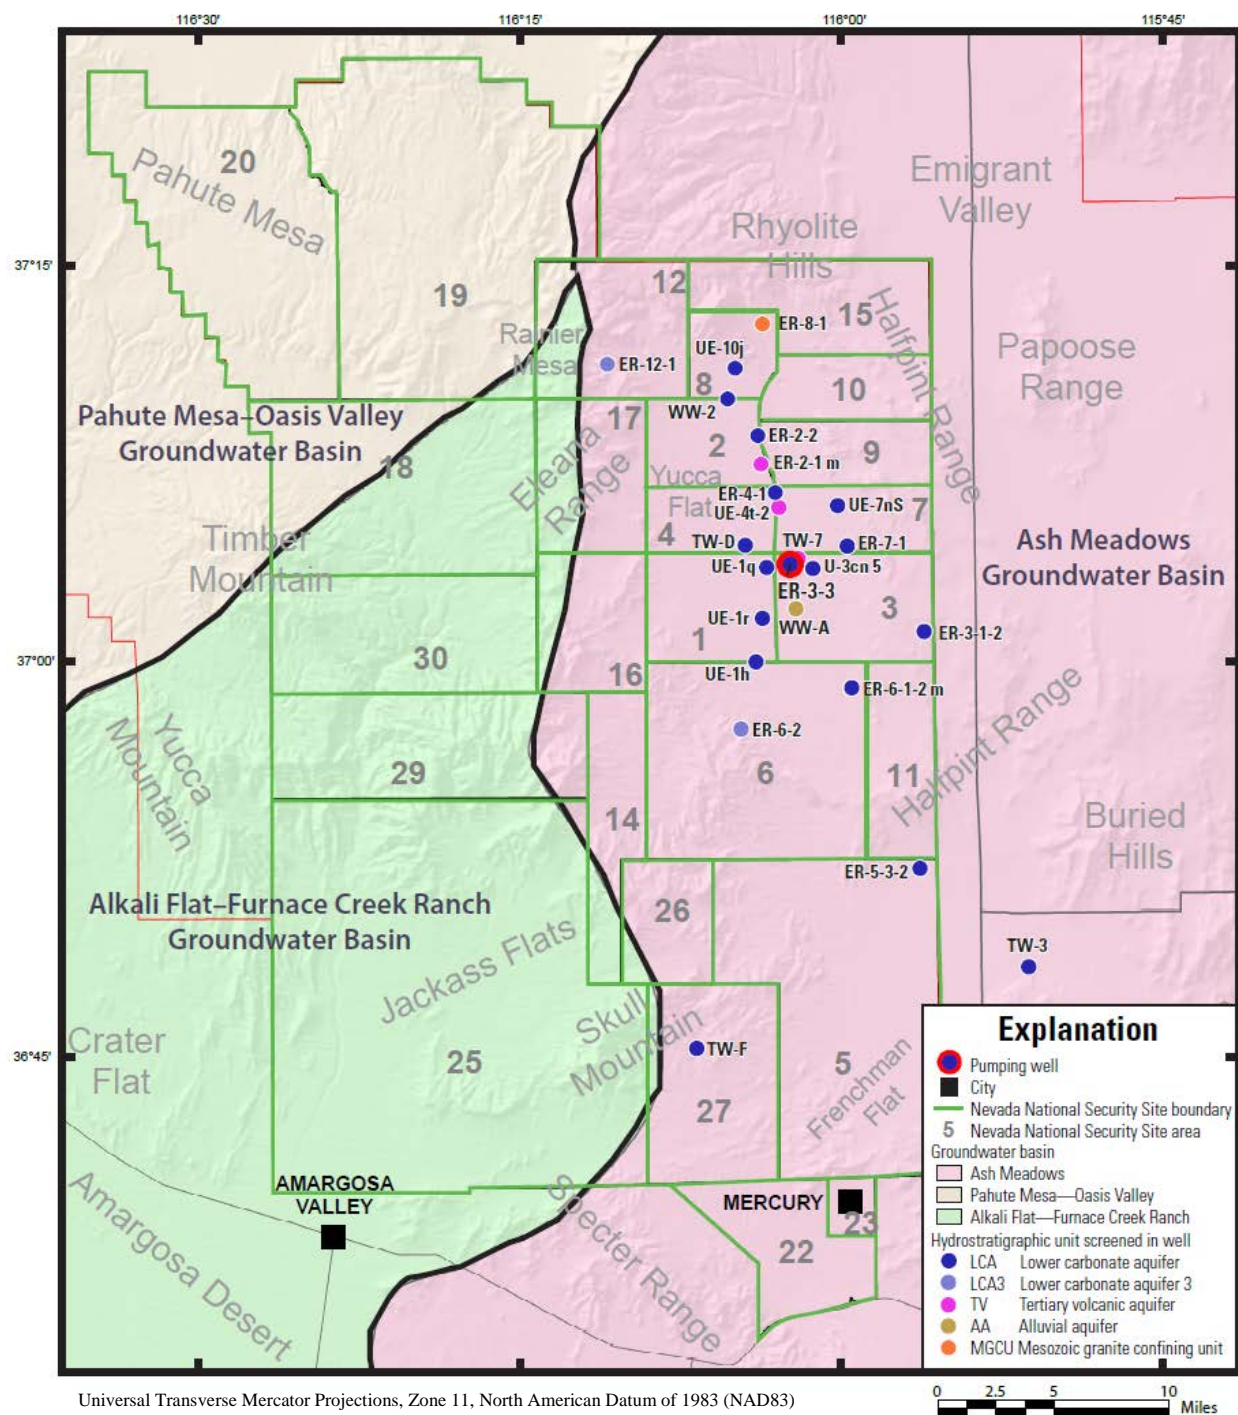 116°30'
116°15'
116°00'
115°45'
37°15'
37°00'
36°45'
20
Pahute Mesa
19
Emigrant
Valley
Rhyolite
Hills
12
15
Halfpint Range
ER-8-1
Rainier
Mesa
ER-12-1
UE-10j
8
10
Papoose
Range
Pahute Mesa–Oasis Valley
Groundwater Basin
WW-2
17
2
ER-2-2
9
ER-2-1 m
18
Eleana
Range
Yucca
Flat
ER-4-1
UE-4t-2
UE-7nS
7
4
TW-D
TW-7
ER-7-1
Timber
Mountain
Ash Meadows
Groundwater Basin
UE-1q
U-3cn 5
ER-3-3
3
UE-1r
WW-A
ER-3-1-2
1
30
16
UE-1h
ER-6-1-2 m
Yucca
Mountain
ER-6-2
29
6
11
Halfpint Range
14
Buried
Hills
ER-5-3-2
Alkali Flat–Furnace Creek Ranch
Groundwater Basin
26
Jackass Flats
TW-3
Skull
Mountain
Crater
Flat
25
TW-F
5
27
Frenchman
Flat
AMARGOSA
VALLEY
Amargosa Desert
Specter Range
MERCURY
23
22
Explanation
Pumping well
City
Nevada National Security Site boundary
5 Nevada National Security Site area
Groundwater basin
Ash Meadows
Pahute Mesa—Oasis Valley
Alkali Flat—Furnace Creek Ranch
Hydrostratigraphic unit screened in well
LCA Lower carbonate aquifer
LCA3 Lower carbonate aquifer 3
TV Tertiary volcanic aquifer
AA Alluvial aquifer
MGCU Mesozoic granite confining unit
Universal Transverse Mercator Projections, Zone 11, North American Datum of 1983 (NAD83)
0 2.5 5 10
Miles